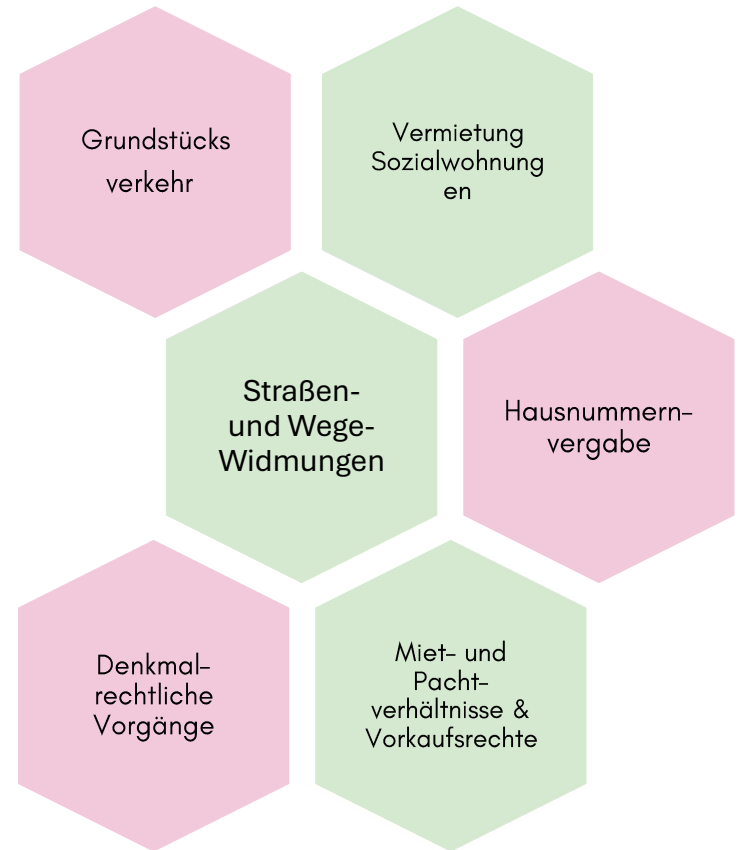 Grundstücks
verkehr
Vermietung
Sozialwohnung
en
Straßen-
und Wege-
Widmungen
Hausnummern-
vergabe
Denkmal-
rechtliche
Vorgänge
Miet- und
Pacht-
verhältnisse &
Vorkaufsrechte